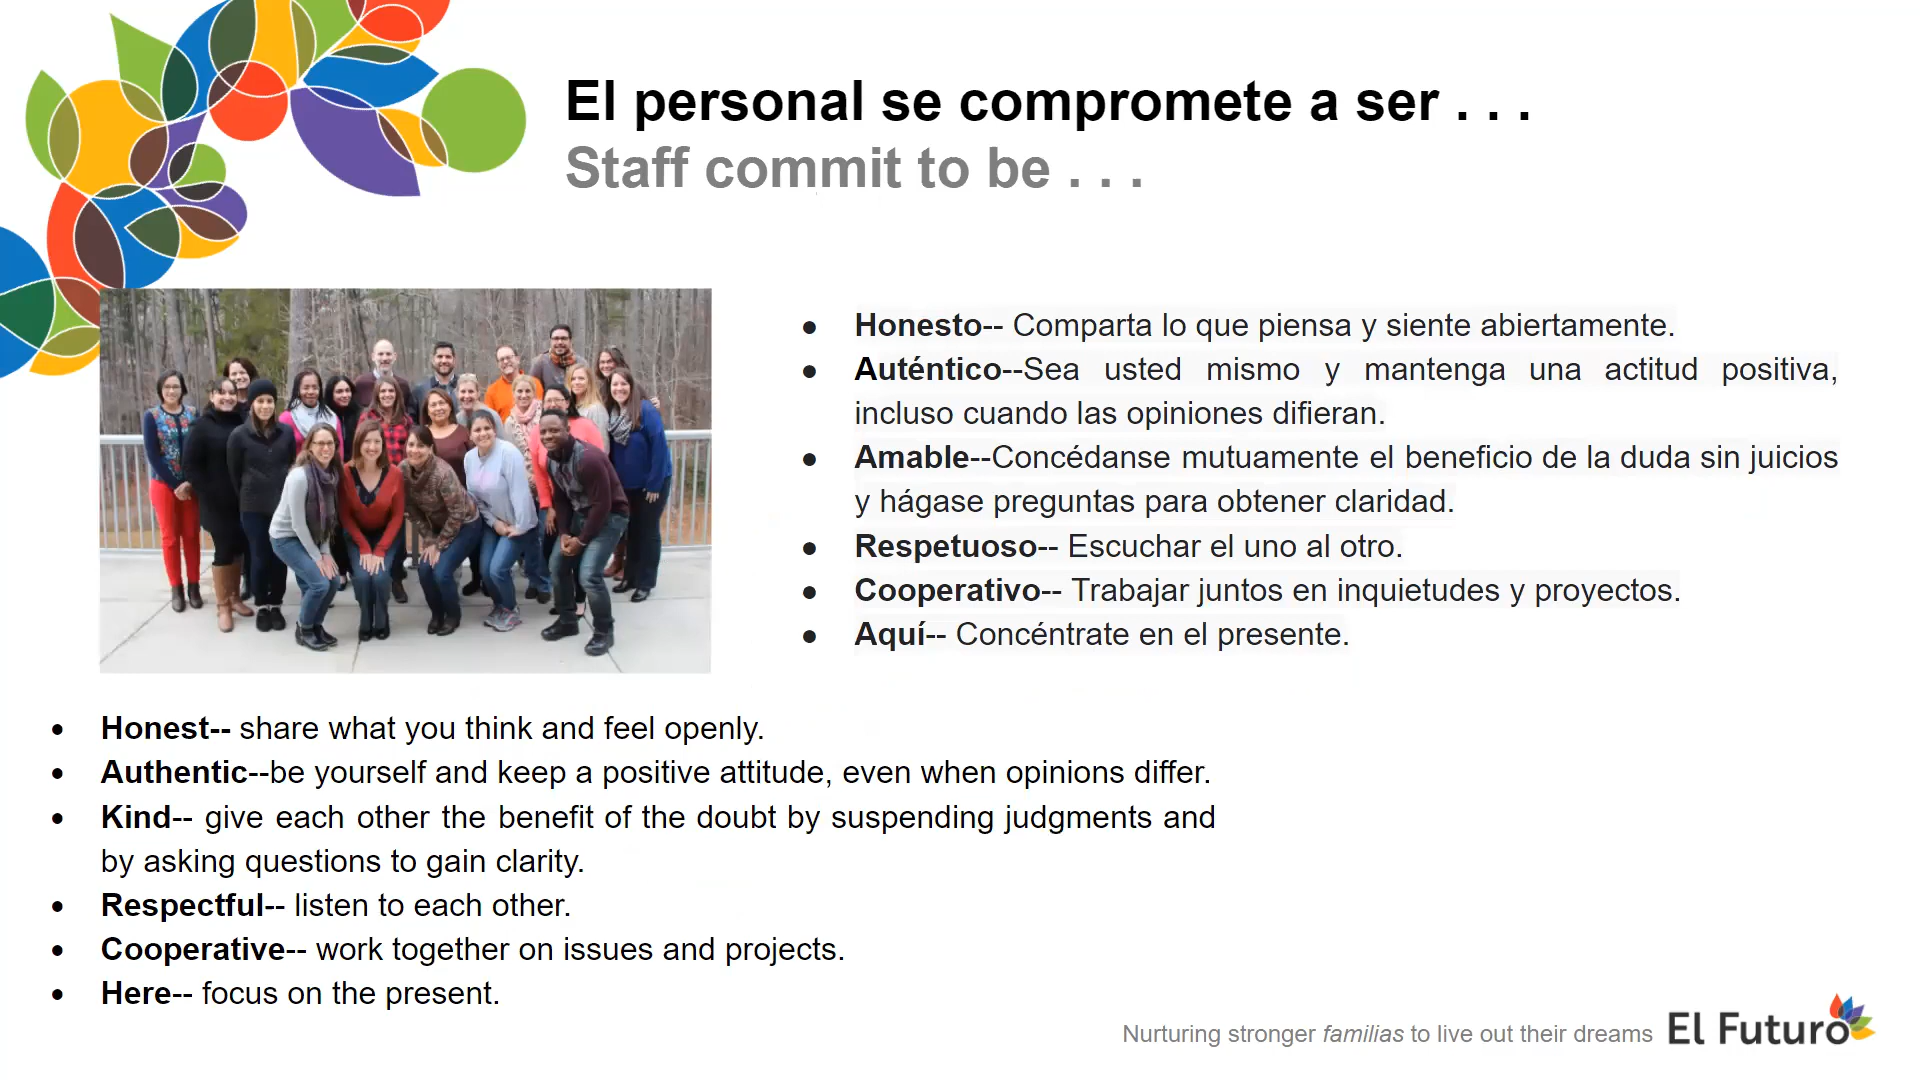 El personal se compromete a ser . . .
Staff commit to be . . .
● Honesto-- Comparta lo que piensa y siente abiertamente.
● Auténtico--Sea usted mismo y mantenga una actitud positiva,
incluso cuando las opiniones difieran.
● Amable--Concédanse mutuamente el beneficio de la duda sin juicios
y hágase preguntas para obtener claridad.
● Respetuoso-- Escuchar el uno al otro.
● Cooperativo-- Trabajar juntos en inquietudes y proyectos.
● Aquí-- Concéntrate en el presente.
• Honest-- share what you think and feel openly.
• Authentic--be yourself and keep a positive attitude, even when opinions differ.
• Kind-- give each other the benefit of the doubt by suspending judgments and
by asking questions to gain clarity.
• Respectful-- listen to each other.
• Cooperative-- work together on issues and projects.
• Here-- focus on the present.
Nurturing stronger familias to live out their dreams
El Futuro